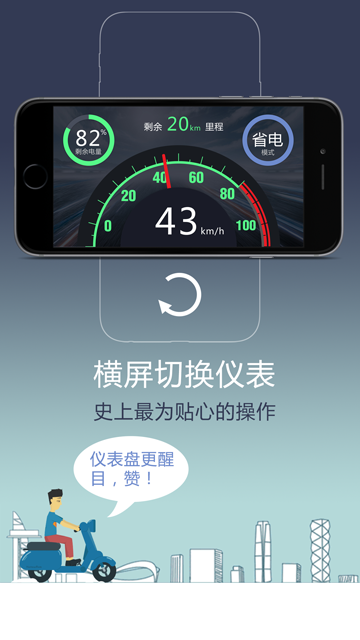 剩余 20km 里程
82%
剩余电量
省电
模式
0
20
40
60
80
100
43 km/h
横屏切换仪表
史上最为贴心的操作
仪表盘更醒
目，赞！